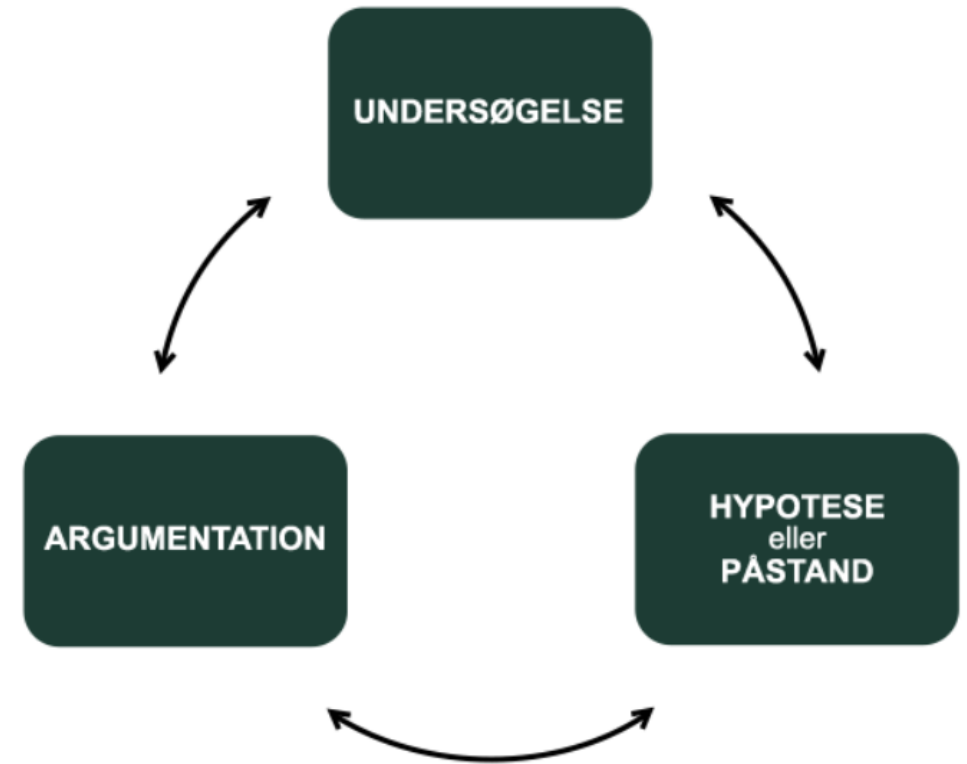 UNDERSØGELSE
ARGUMENTATION
HYPOTESE
eller
PÅSTAND